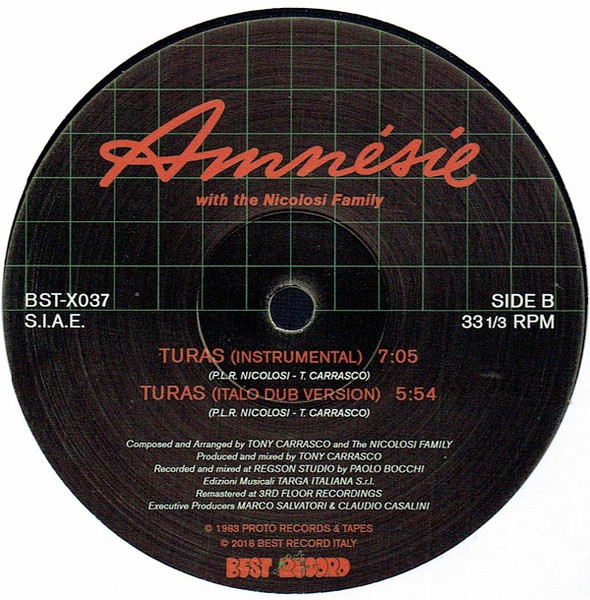 Amnésie
with the Nicolosi Family
BST-X037
SIDE B
S.I.A.E.
33 1/3 RPM
TURAS (INSTRUMENTAL) 7:05
(P.L.R. NICOLOSI - T. CARRASCO)
TURAS (ITALO DUB VERSION) 5:54
(P.L.R. NICOLOSI - T. CARRASCO)
Composed and Arranged by TONY CARRASCO and The NICOLOSI FAMILY
Produced and mixed by TONY CARRASCO
Recorded and mixed at REGSON STUDIO by PAOLO BOCCHI
Edizioni Musicali TARGA ITALIANA S.r.l.
Remastered at 3RD FLOOR RECORDINGS
Executive Producers MARCO SALVATORI & CLAUDIO CASALINI
© 1983 PROTO RECORDS & TAPES
© 2018 BEST RECORD ITALY
BEST RECORD